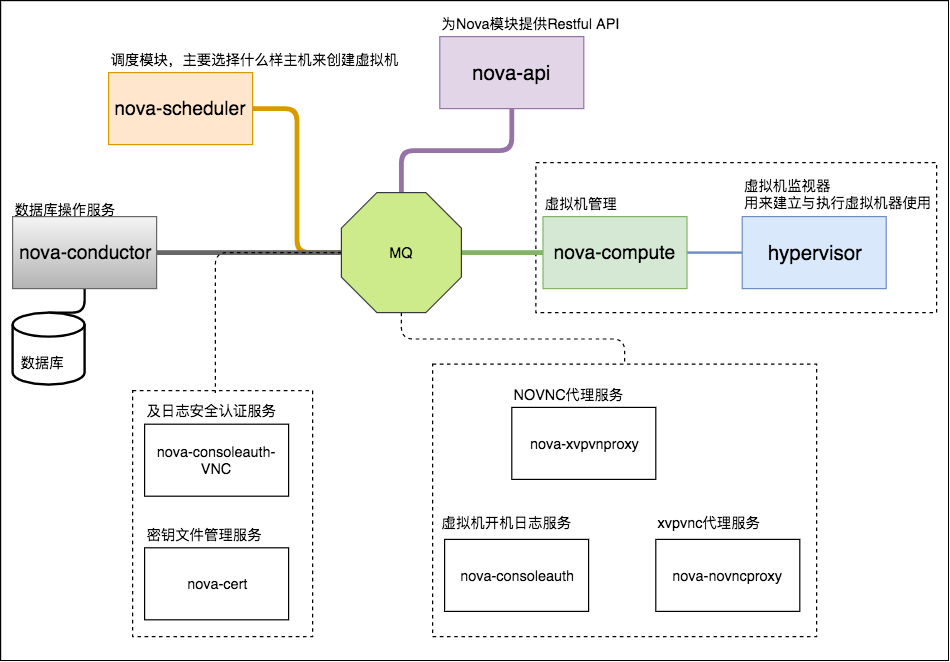 为Nova模块提供Restful API
nova-api
调度模块，主要选择什么样主机来创建虚拟机
nova-scheduler
数据库操作服务
nova-conductor
数据库
MQ
虚拟机管理
nova-compute
虚拟机监视器
用来建立与执行虚拟机器使用
hypervisor
及日志安全认证服务
nova-consoleauth-
VNC
密钥文件管理服务
nova-cert
NOVNC代理服务
nova-xvpvnproxy
虚拟机开机日志服务
nova-consoleauth
xvpvnc代理服务
nova-novncproxy